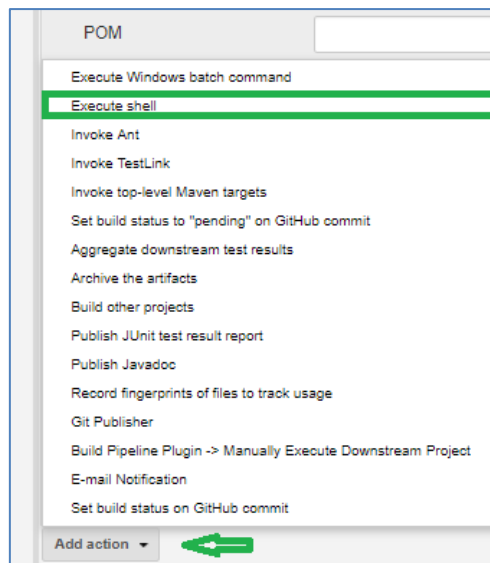 POM
Execute Windows batch command
Execute shell
Invoke Ant
Invoke TestLink
Invoke top-level Maven targets
Set build status to "pending" on GitHub commit
Aggregate downstream test results
Archive the artifacts
Build other projects
Publish JUnit test result report
Publish Javadoc
Record fingerprints of files to track usage
Git Publisher
Build Pipeline Plugin -> Manually Execute Downstream Project
E-mail Notification
Set build status on GitHub commit
Add action